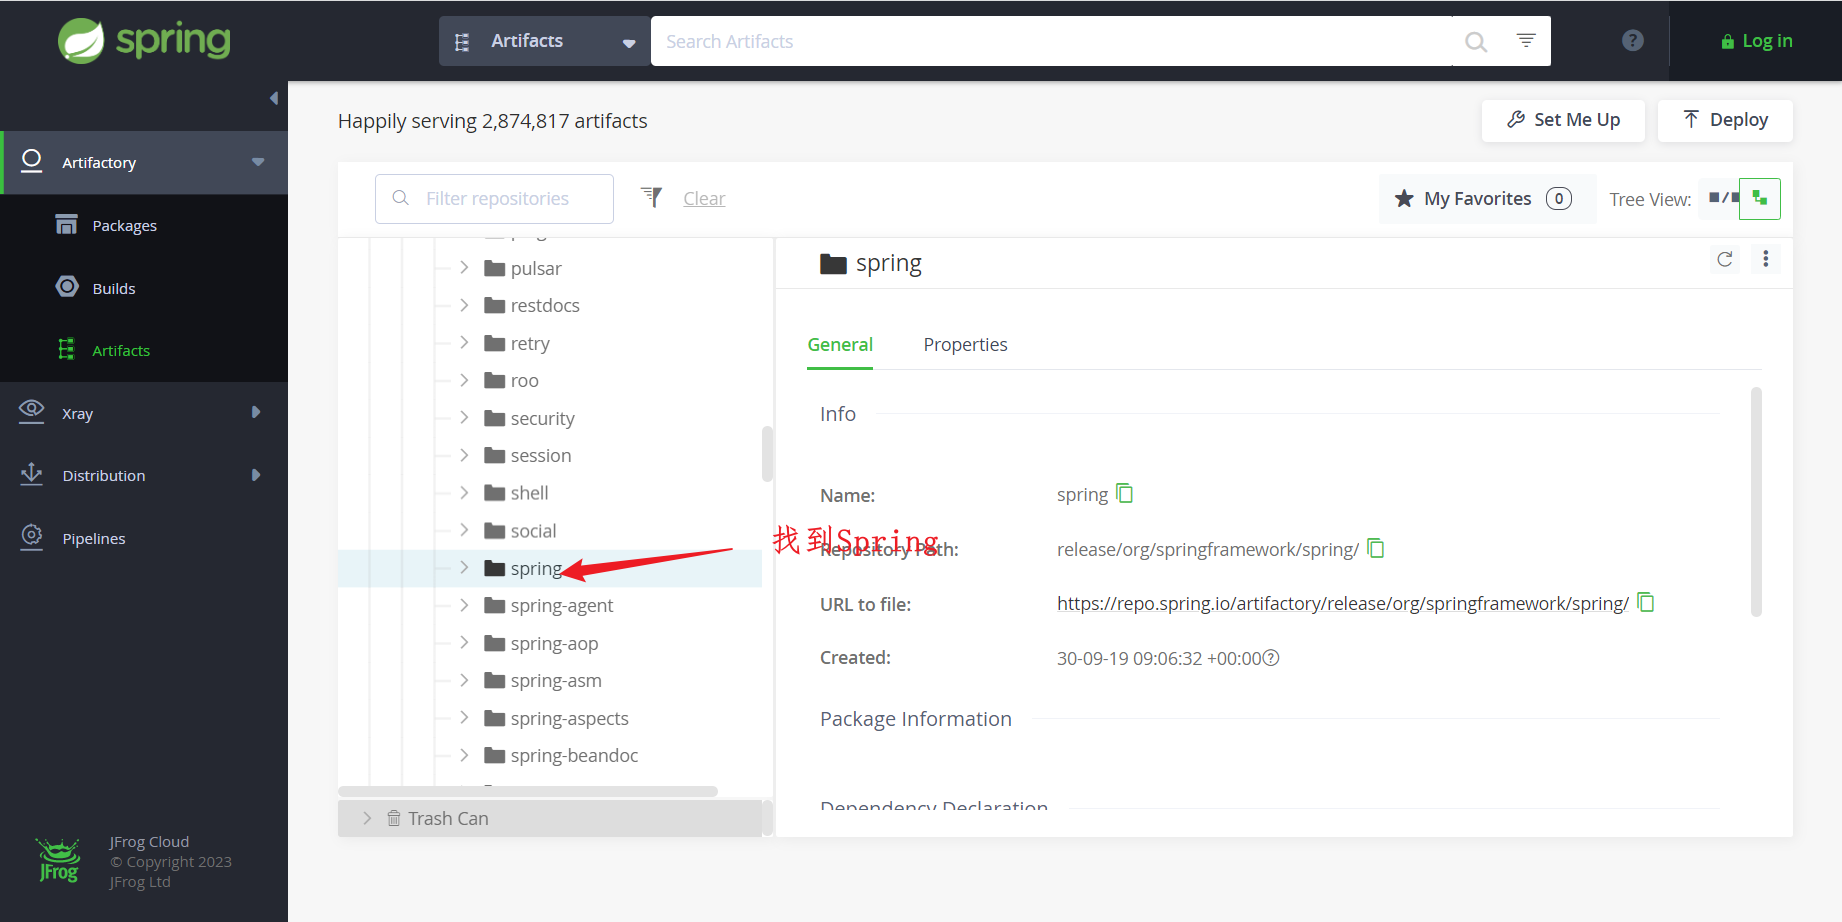 spring
Artifacts
Search Artifacts
Log in
Happily serving 2,874,817 artifacts
Set Me Up
Deploy
Artifactory
Packages
Builds
Artifacts
Xray
Distribution
Pipelines
JFrog
JFrog Cloud
© Copyright 2023
JFrog Ltd
Filter repositories
Clear
My Favorites 0
Tree View:
pulsar
restdocs
retry
roo
security
session
shell
social
spring
spring-agent
spring-aop
spring-asm
spring-aspects
spring-beandoc
Trash Can
找到Spring
spring
General
Properties
Info
Name: spring
Repository Path: release/org/springframework/spring/
URL to file: https://repo.spring.io/artifactory/release/org/springframework/spring/
Created: 30-09-19 09:06:32 +00:00
Package Information
Dependency Declaration